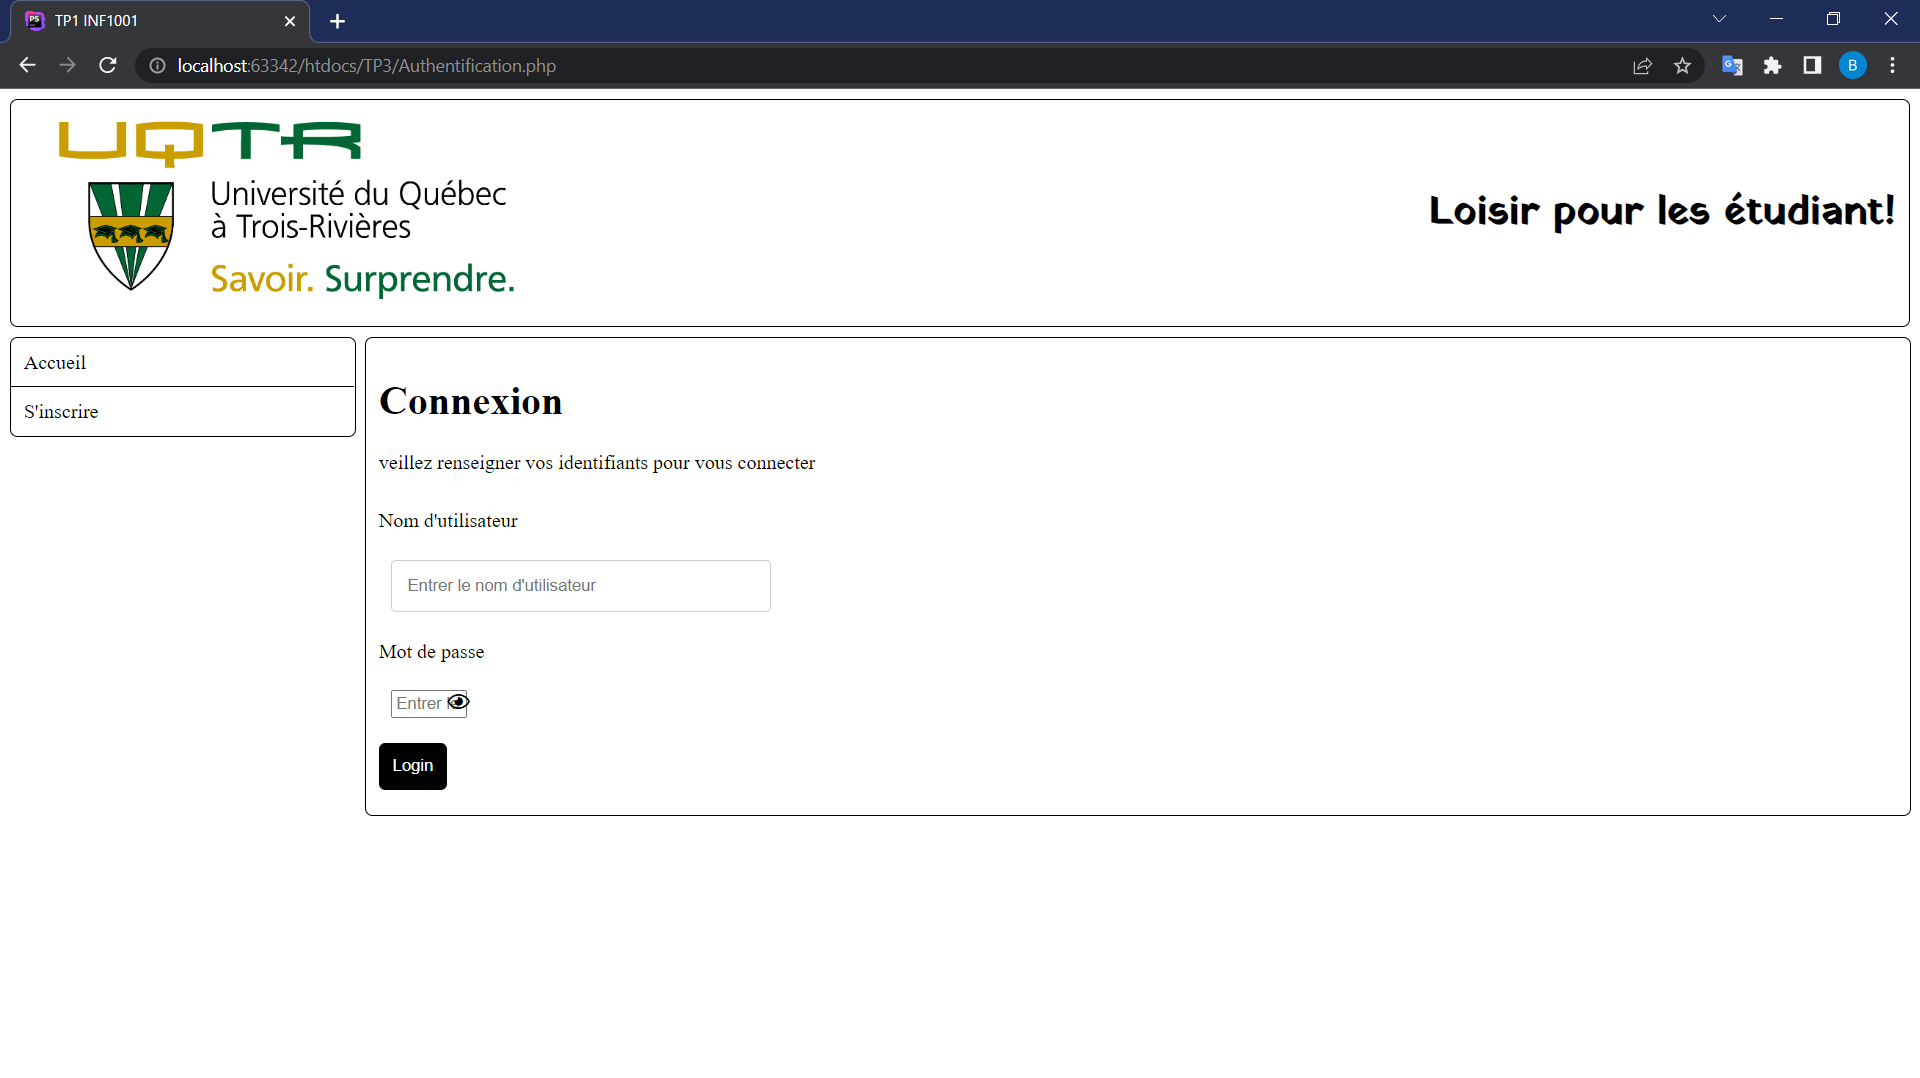 TP1 INF1001
localhost:63342/htdocs/TP3/Authentification.php
B
UQTR
Université du Québec
à Trois-Rivières
Savoir. Surprendre.
Loisir pour les étudiant!
Accueil
S'inscrire
Connexion
veillez renseigner vos identifiants pour vous connecter
Nom d'utilisateur
Entrer le nom d'utilisateur
Mot de passe
Entrer
Login